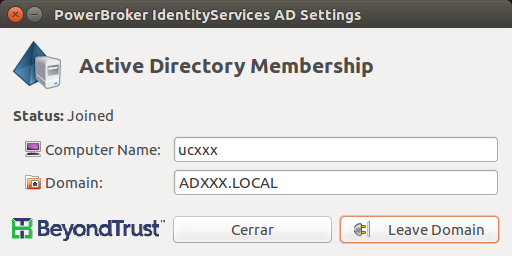 PowerBroker IdentityServices AD Settings
Active Directory Membership
Status: Joined
Computer Name: ucxxx
Domain: ADXXX.LOCAL
BeyondTrust™ Cerrar Leave Domain